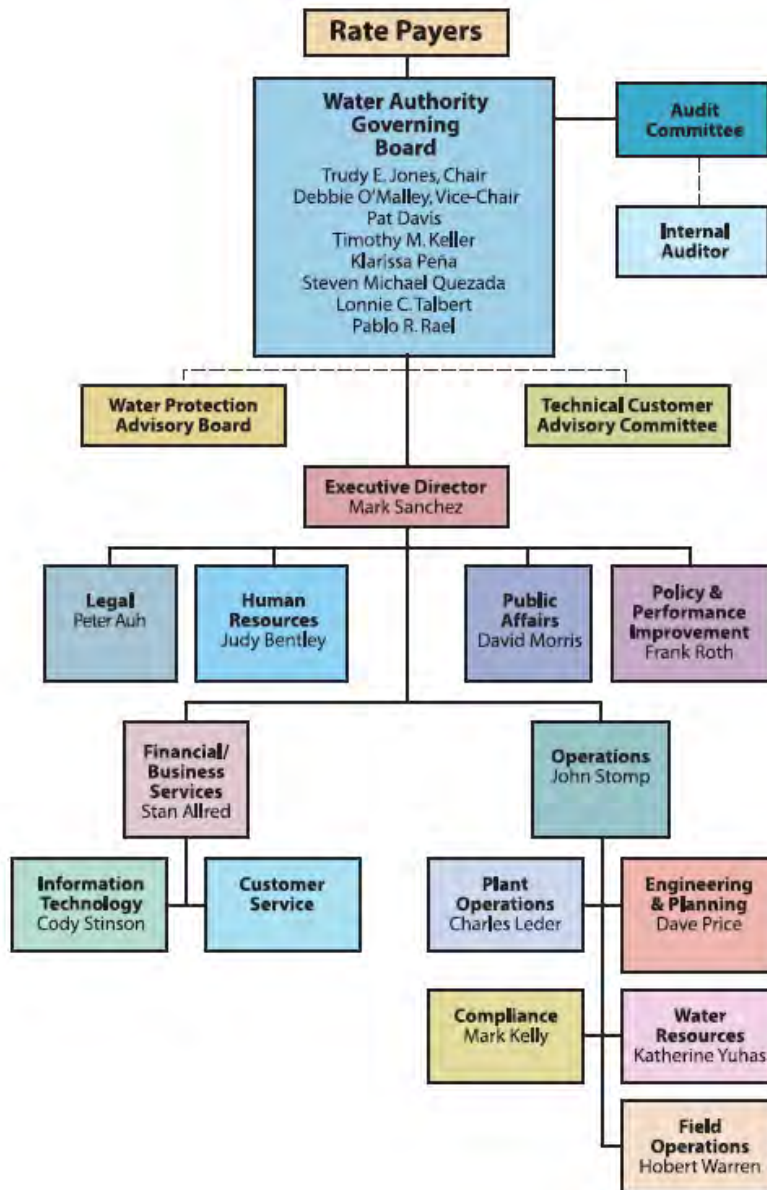 Rate Payers
Water Authority
Governing
Board
Trudy E. Jones, Chair
Debbie O'Malley, Vice-Chair
Pat Davis
Timothy M. Keller
Klarissa Peña
Steven Michael Quezada
Lonnie C. Talbert
Pablo R. Rael
Audit
Committee
Internal
Auditor
Water Protection
Advisory Board
Technical Customer
Advisory Committee
Executive Director
Mark Sanchez
Legal
Peter Auh
Human
Resources
Judy Bentley
Public
Affairs
David Morris
Policy &
Performance
Improvement
Frank Roth
Financial/
Business
Services
Stan Allred
Operations
John Stomp
Information
Technology
Cody Stinson
Customer
Service
Plant
Operations
Charles Leder
Engineering
& Planning
Dave Price
Compliance
Mark Kelly
Water
Resources
Katherine Yuhas
Field
Operations
Hobert Warren